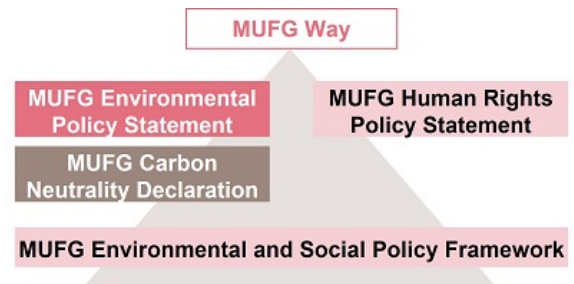 MUFG Way
MUFG Environmental
Policy Statement
MUFG Human Rights
Policy Statement
MUFG Carbon
Neutrality Declaration
MUFG Environmental and Social Policy Framework